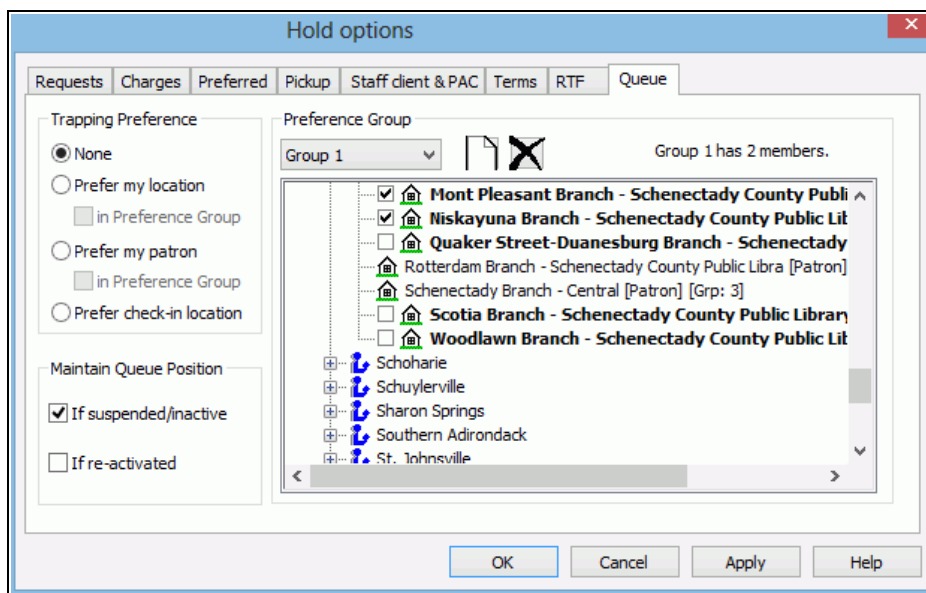 Hold options
Requests Charges Preferred Pickup Staff client & PAC Terms RTF Queue
Trapping Preference
None
Prefer my location
in Preference Group
Prefer my patron
in Preference Group
Prefer check-in location
Maintain Queue Position
If suspended/inactive
If re-activated
Preference Group
Group 1
Group 1 has 2 members.
Mont Pleasant Branch - Schenectady County Publi
Niskayuna Branch - Schenectady County Public Lib
Quaker Street-Duanesburg Branch - Schenectady
Rotterdam Branch - Schenectady County Public Libra [Patron]
Schenectady Branch - Central [Patron] [Grp: 3]
Scotia Branch - Schenectady County Public Library
Woodlawn Branch - Schenectady County Public Lib
Schoharie
Schuylerville
Sharon Springs
Southern Adirondack
St. Johnsville
OK Cancel Apply Help